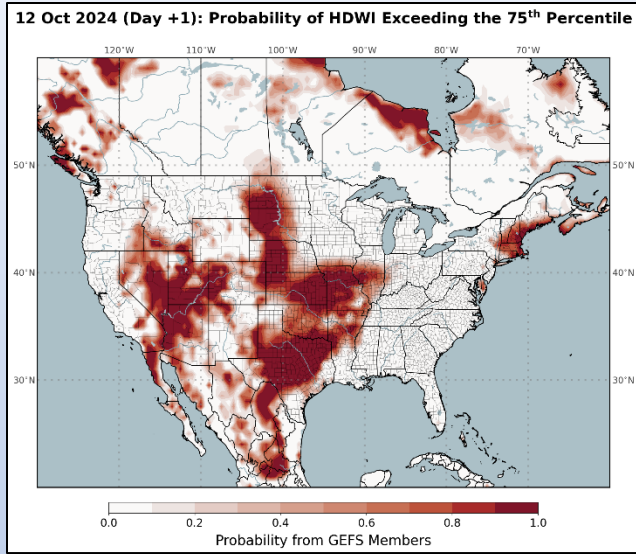 12 Oct 2024 (Day +1): Probability of HDWI Exceeding the 75th Percentile
120°W 110°W 100°W 90°W 80°W 70°W
50°N 50°N
40°N 40°N
30°N 30°N
0.0 0.2 0.4 0.6 0.8 1.0
Probability from GEFS Members